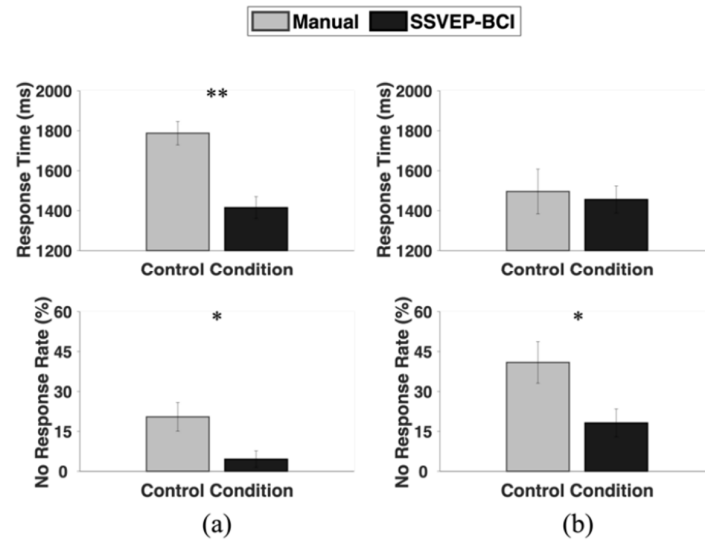 Manual SSVEP-BCI
Response Time (ms)
2000
1800
1600
1400
1200
**
Control Condition
Response Time (ms)
2000
1800
1600
1400
1200
Control Condition
No Response Rate (%)
60
45
30
15
0
*
Control Condition
No Response Rate (%)
60
45
30
15
0
*
Control Condition
(a)
(b)